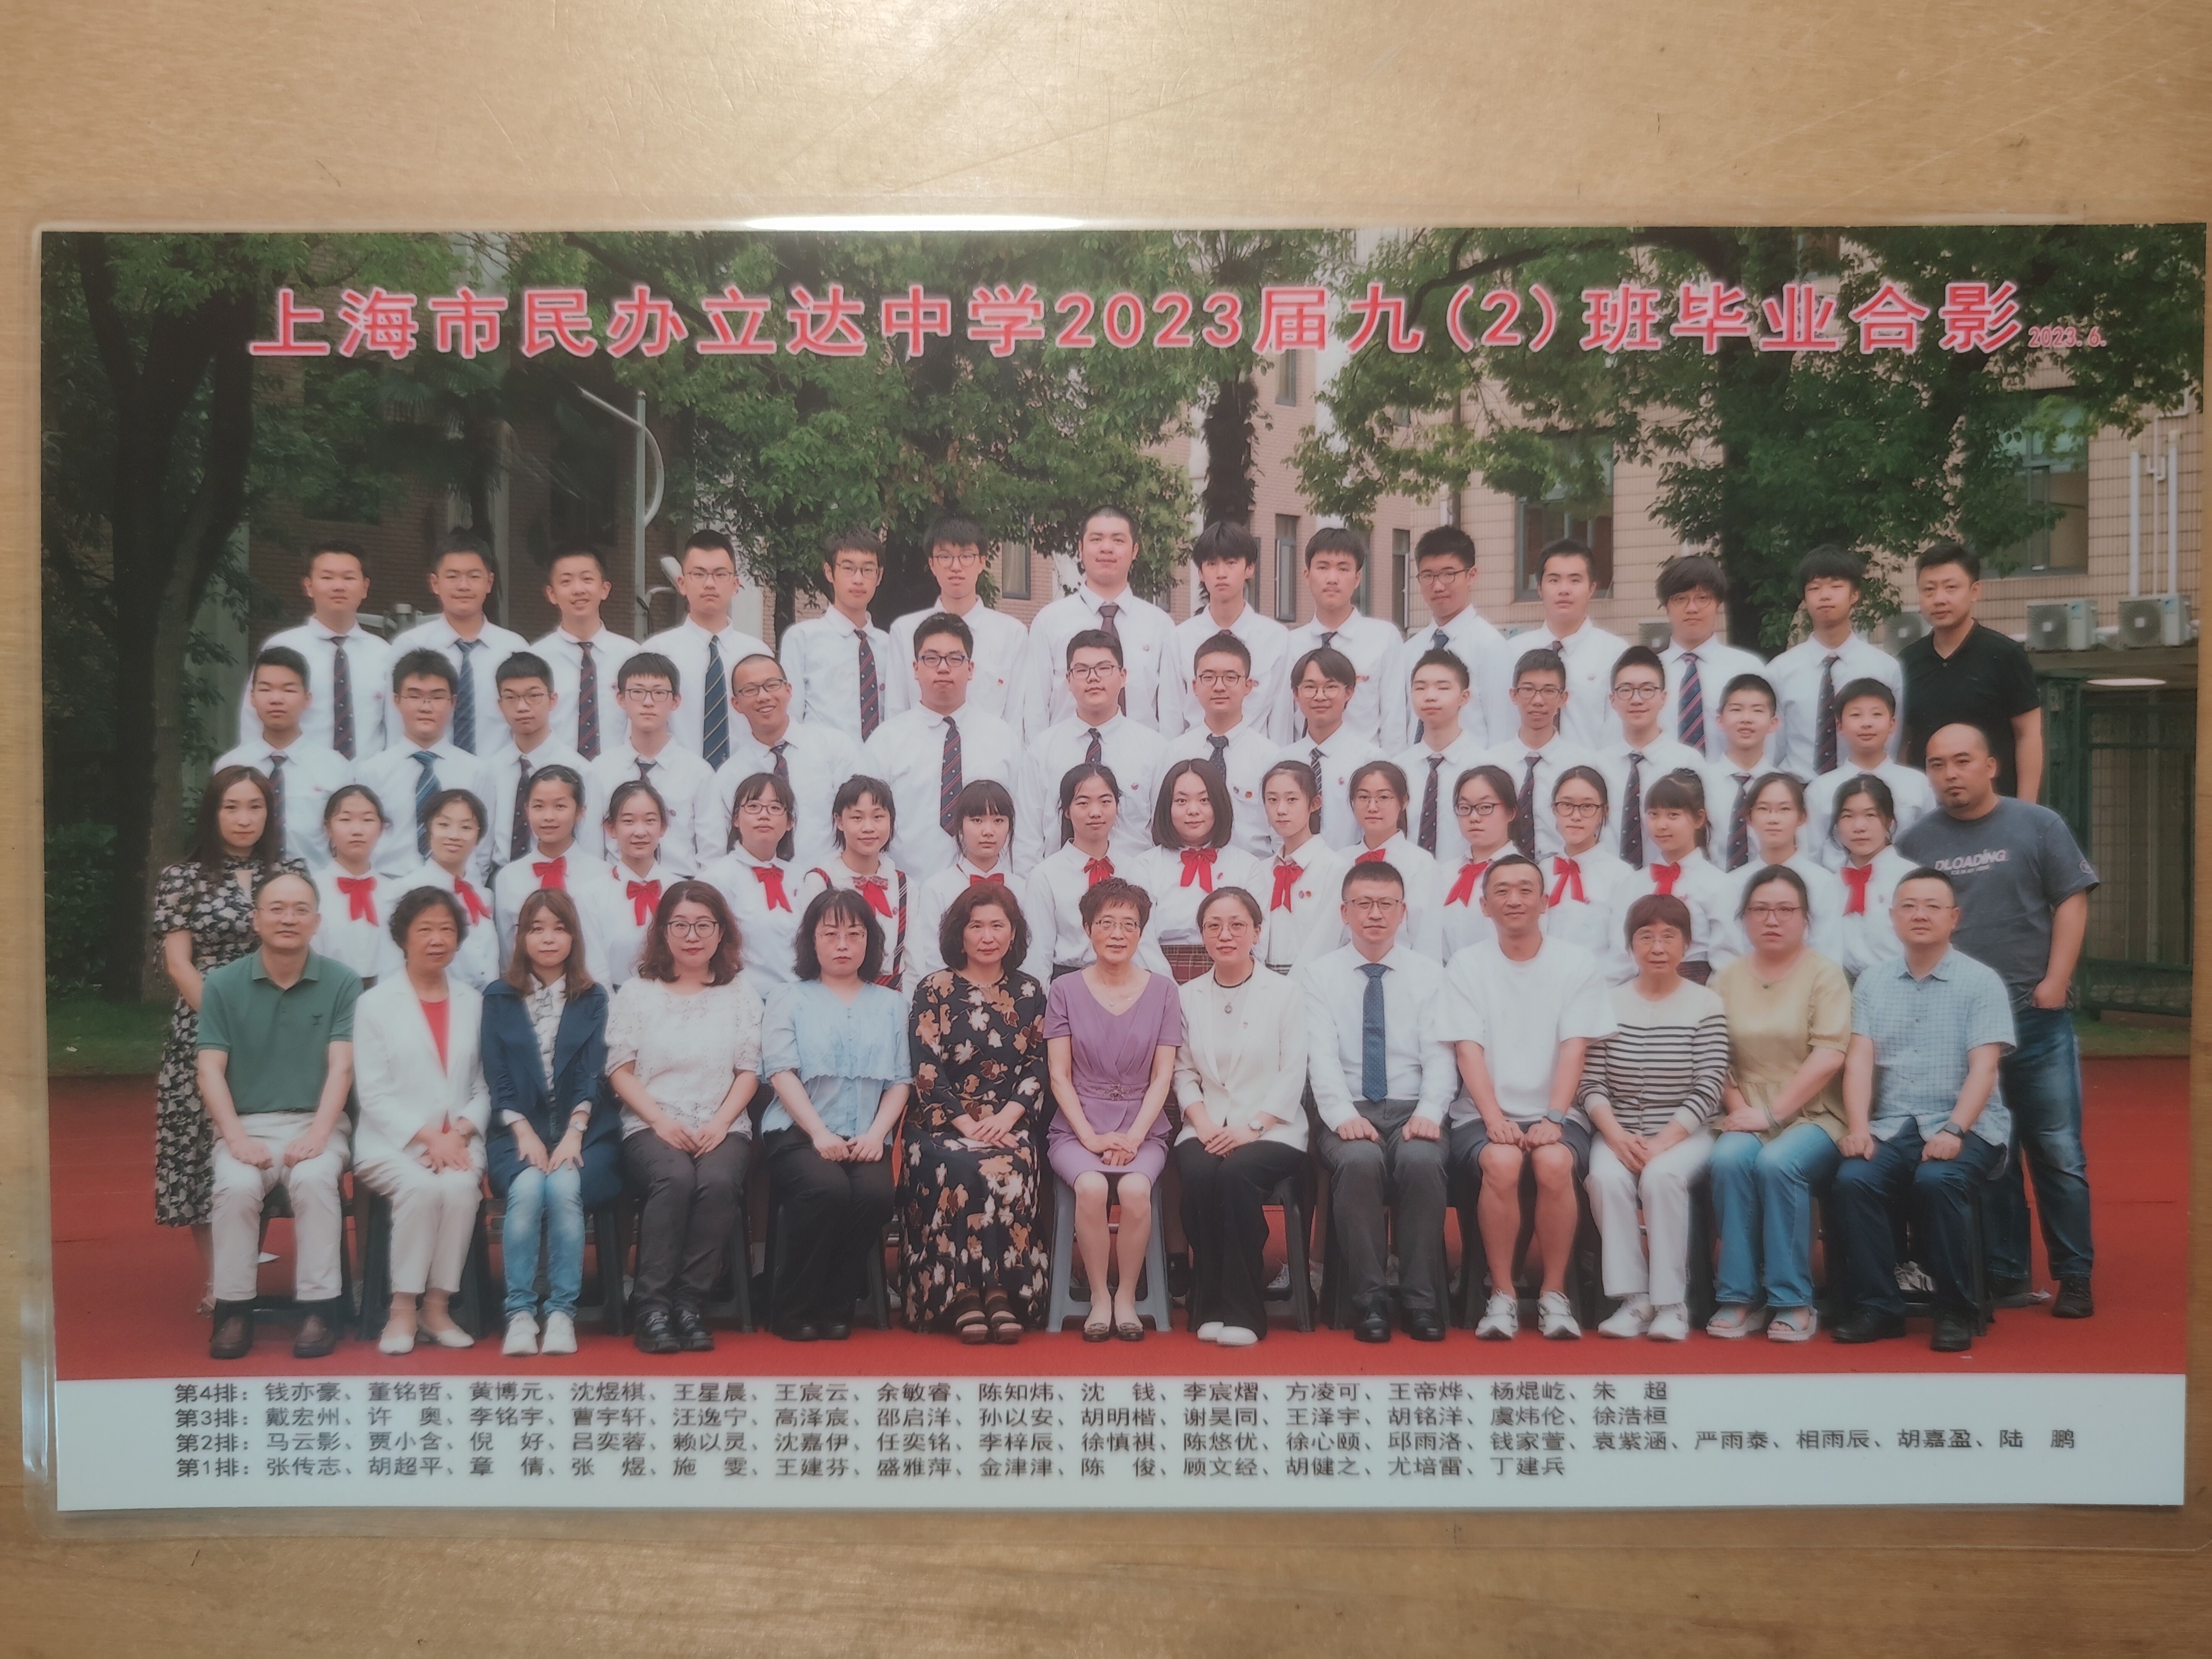 上海市民办立达中学2023届九(2)班毕业合影 2023.6.
DLOADING
第4排：钱亦豪、董铭哲、黄博元、沈煜棋、王星晨、王宸云、余敏睿、陈知炜、沈　钱、李宸熠、方凌可、王帝烨、杨焜屹、朱　超
第3排：戴宏州、许　奥、李铭宇、曹宇轩、汪逸宁、高泽宸、邵启洋、孙以安、胡明楷、谢昊同、王泽宇、胡铭洋、虞炜伦、徐浩桓
第2排：马云影、贾小含、倪　好、吕奕蓉、赖以灵、沈嘉伊、任奕铭、李梓辰、徐慎祺、陈悠优、徐心颐、邱雨洛、钱家萱、袁紫涵、严雨泰、相雨辰、胡嘉盈、陆　鹏
第1排：张传志、胡超平、章　倩、张　煜、施　雯、王建芬、盛雅萍、金津津、陈　俊、顾文经、胡健之、尤培雷、丁建兵